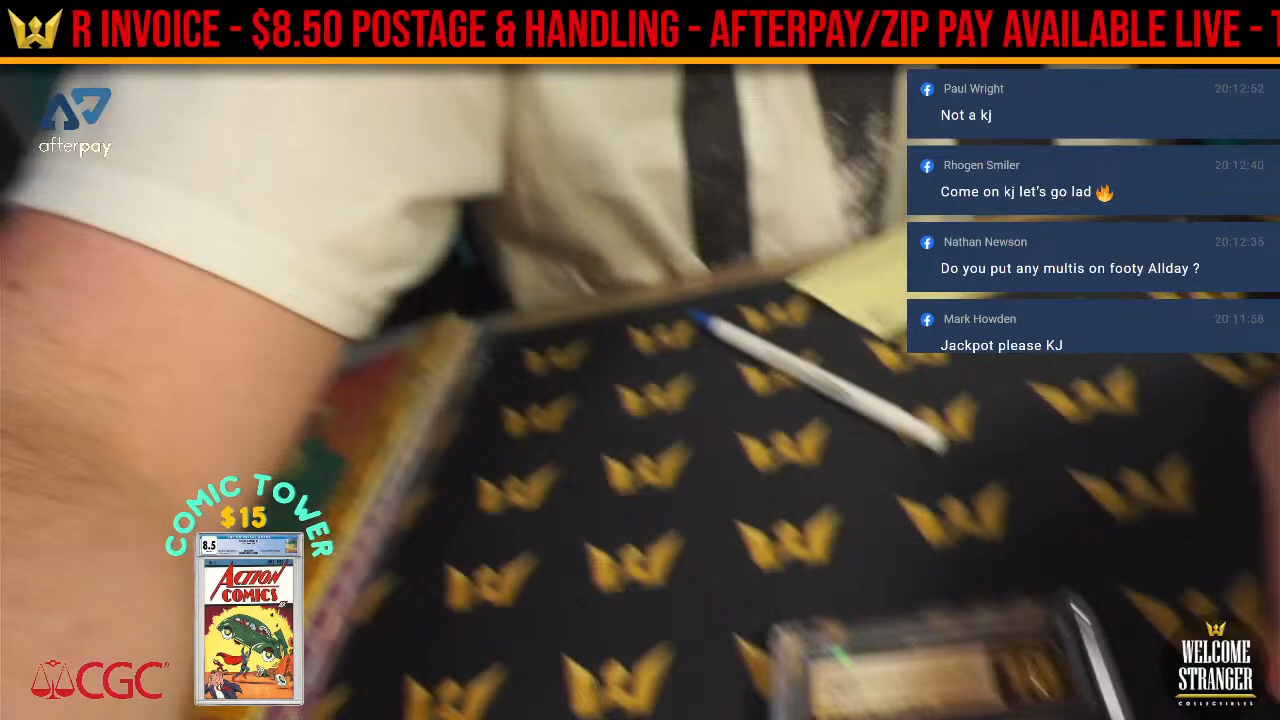 R INVOICE - $8.50 POSTAGE & HANDLING - AFTERPAY/ZIP PAY AVAILABLE LIVE -
afterpay
Paul Wright 20:12:52
Not a kj
Rhogen Smiler 20:12:40
Come on kj let's go lad 🔥
Nathan Newson 20:12:35
Do you put any multis on footy Allday ?
Mark Howden 20:11:58
Jackpot please KJ
COMIC TOWER
$15
8.5
ACTION
COMICS
CGC
WELCOME
STRANGER
COLLECTIBLES